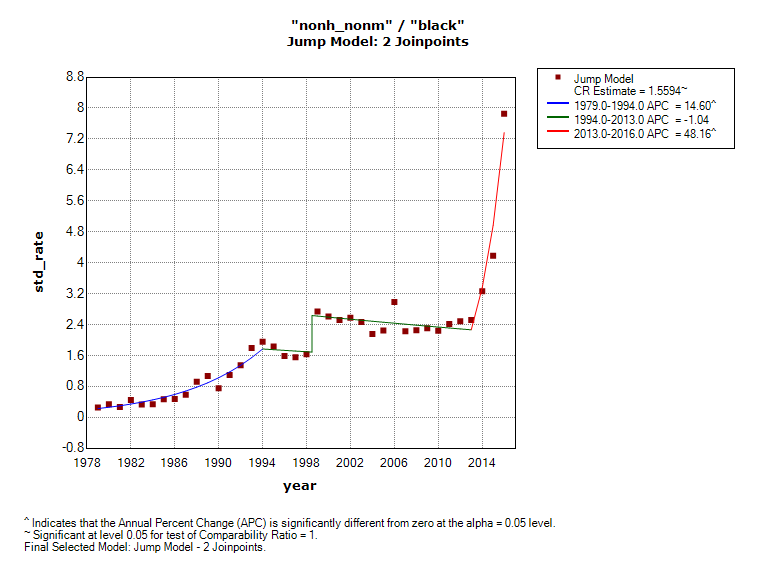 "nonh_nonm" / "black"
Jump Model: 2 Joinpoints
8.8
8
7.2
6.4
5.6
4.8
4
3.2
2.4
1.6
0.8
0
-0.8
std_rate
1978 1982 1986 1990 1994 1998 2002 2006 2010 2014
year
Jump Model
CR Estimate = 1.5594~
1979.0-1994.0 APC = 14.60^
1994.0-2013.0 APC = -1.04
2013.0-2016.0 APC = 48.16^
^ Indicates that the Annual Percent Change (APC) is significantly different from zero at the alpha = 0.05 level.
~ Significant at level 0.05 for test of Comparability Ratio = 1.
Final Selected Model: Jump Model - 2 Joinpoints.